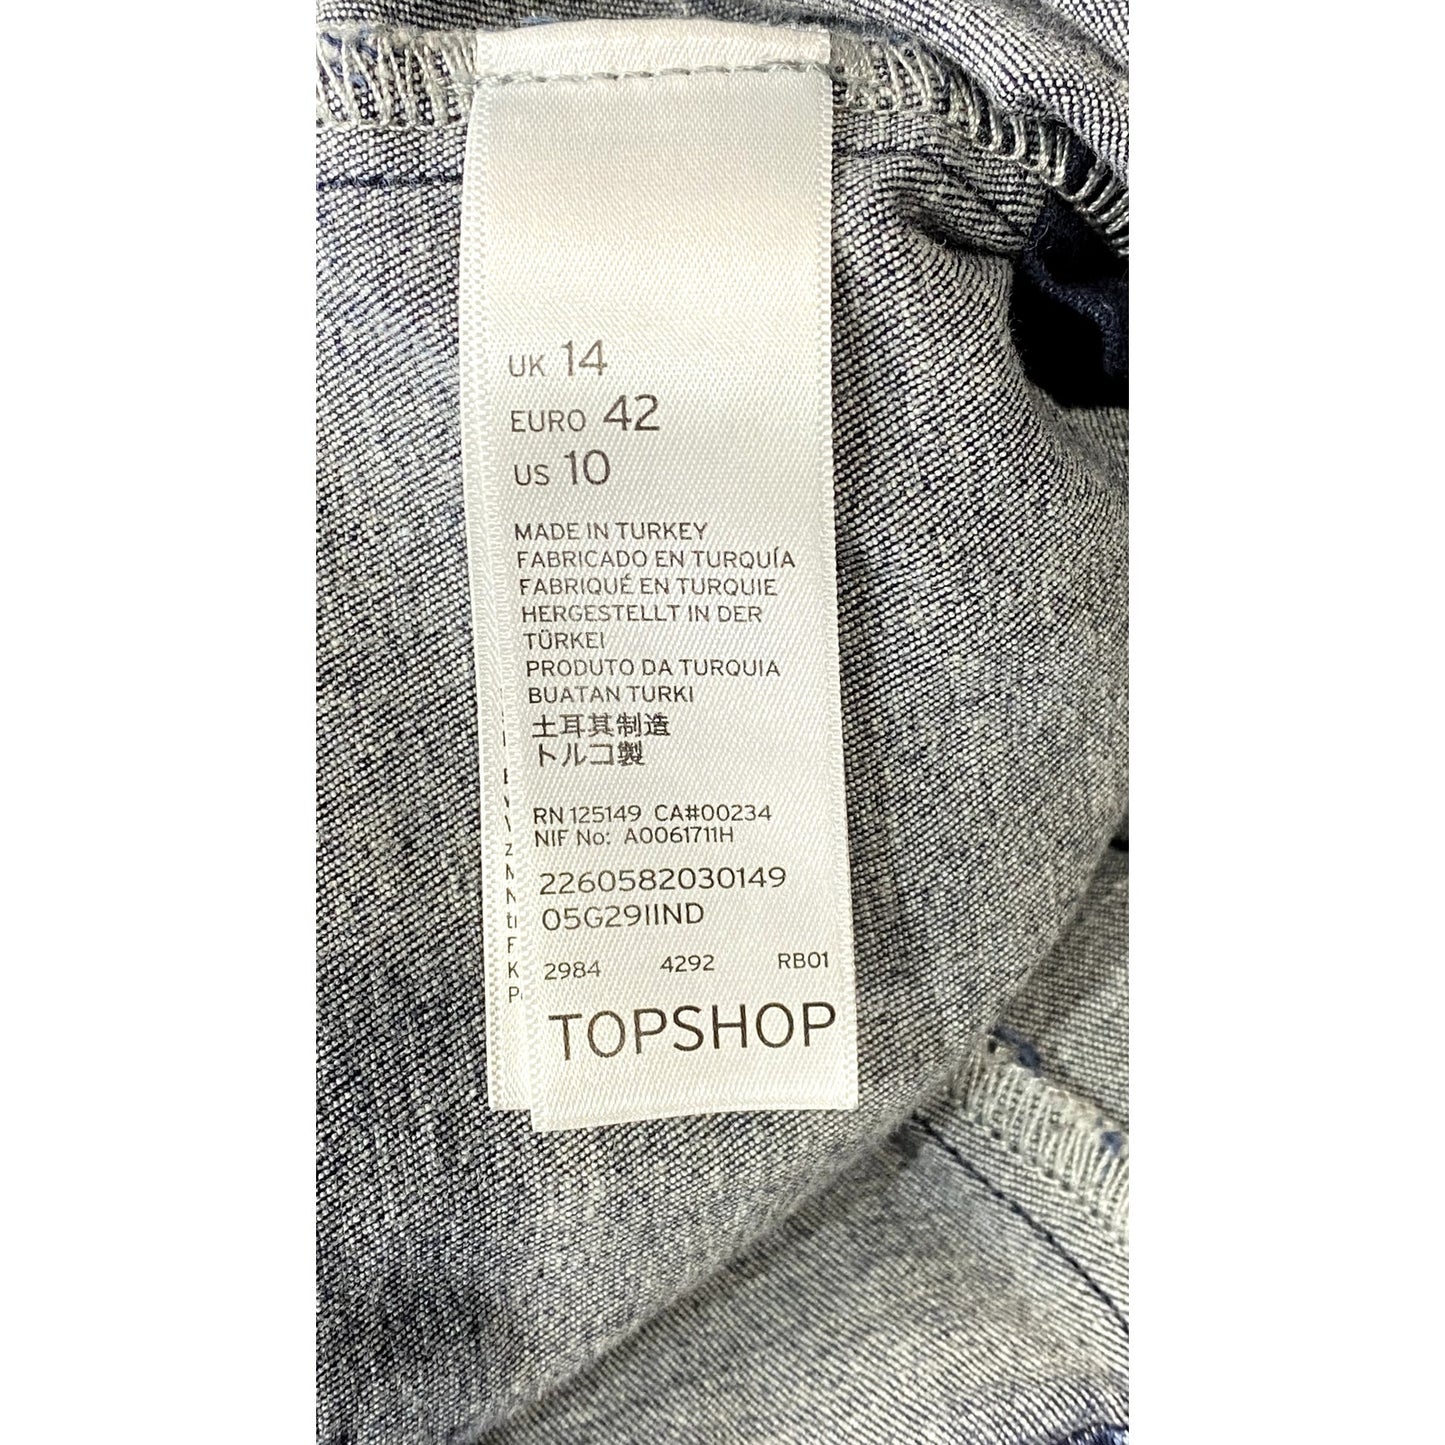 UK 14
EURO 42
US 10
MADE IN TURKEY
FABRICADO EN TURQUÍA
FABRIQUÉ EN TURQUIE
HERGESTELLT IN DER
TÜRKEI
PRODUTO DA TURQUIA
BUATAN TURKI
土耳其制造
トルコ製
RN 125149 CA#00234
NIF No: A0061711H
2260582030149
05G29IIND
2984 4292 RB01
TOPSHOP